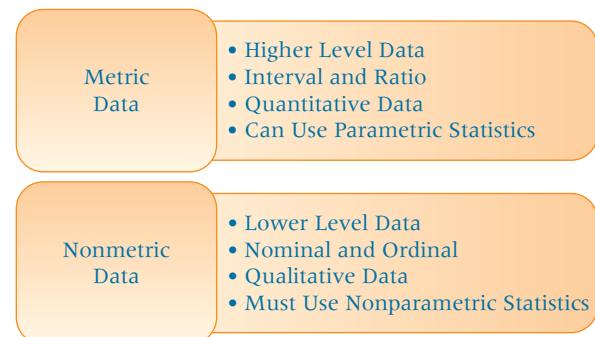 Metric
Data
• Higher Level Data
• Interval and Ratio
• Quantitative Data
• Can Use Parametric Statistics
Nonmetric
Data
• Lower Level Data
• Nominal and Ordinal
• Qualitative Data
• Must Use Nonparametric Statistics